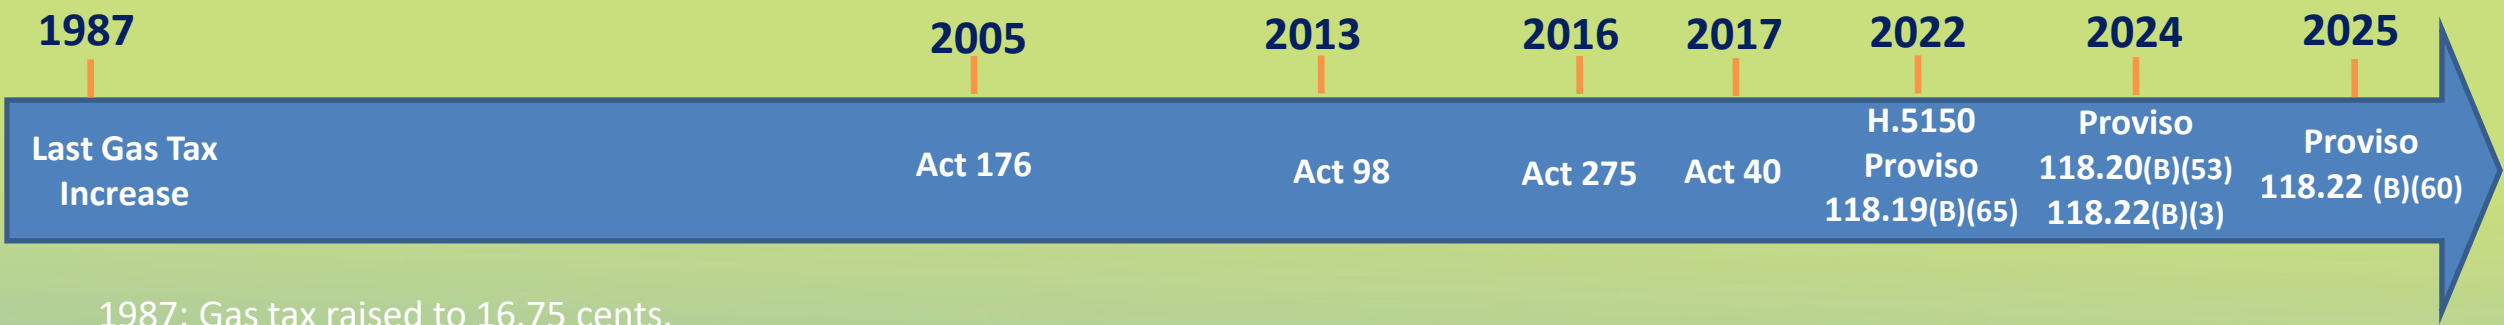 1987
2005
2013
2016
2017
2022
2024
2025
Last Gas Tax
Increase
Act 176
Act 98
Act 275
Act 40
H.5150
Proviso
118.19(B)(65)
Proviso
118.20(B)(53)
118.22(B)(3)
Proviso
118.22 (B)(60)
1987: Gas tax raised to 16.75 cents.